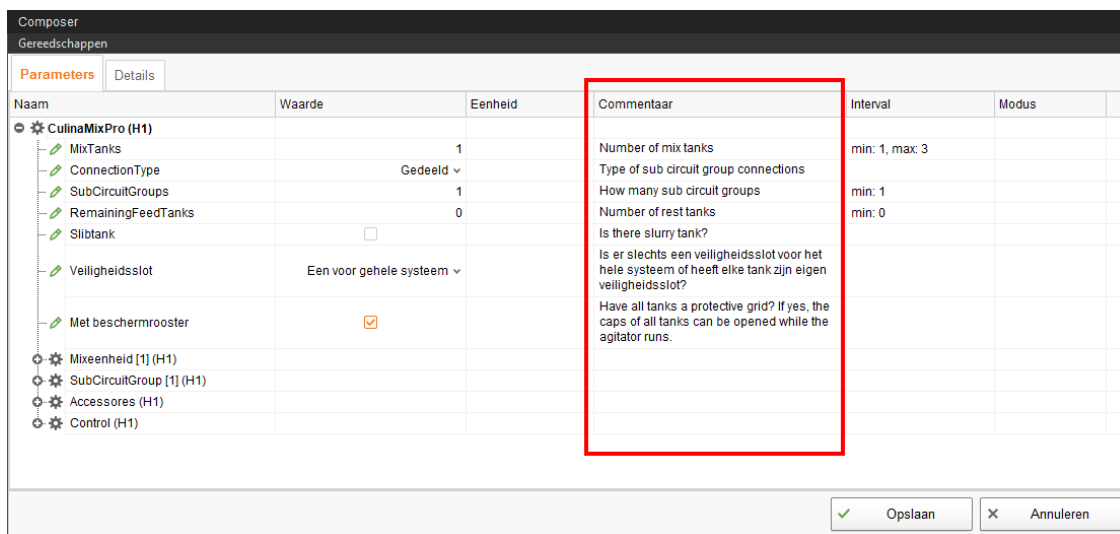 Composer
Gereedschappen
Parameters Details
Naam Waarde Eenheid Commentaar Interval Modus
CulinaMixPro (H1)
MixTanks 1 Number of mix tanks min: 1, max: 3
ConnectionType Gedeeld Type of sub circuit group connections
SubCircuitGroups 1 How many sub circuit groups min: 1
RemainingFeedTanks 0 Number of rest tanks min: 0
Slibtank Is there slurry tank?
Veiligheidsslot Een voor gehele systeem Is er slechts een veiligheidsslot voor het
hele systeem of heeft elke tank zijn eigen
veiligheidsslot?
Met beschermrooster Have all tanks a protective grid? If yes, the
caps of all tanks can be opened while the
agitator runs.
Mixeenheid [1] (H1)
SubCircuitGroup [1] (H1)
Accessores (H1)
Control (H1)
Opslaan Annuleren